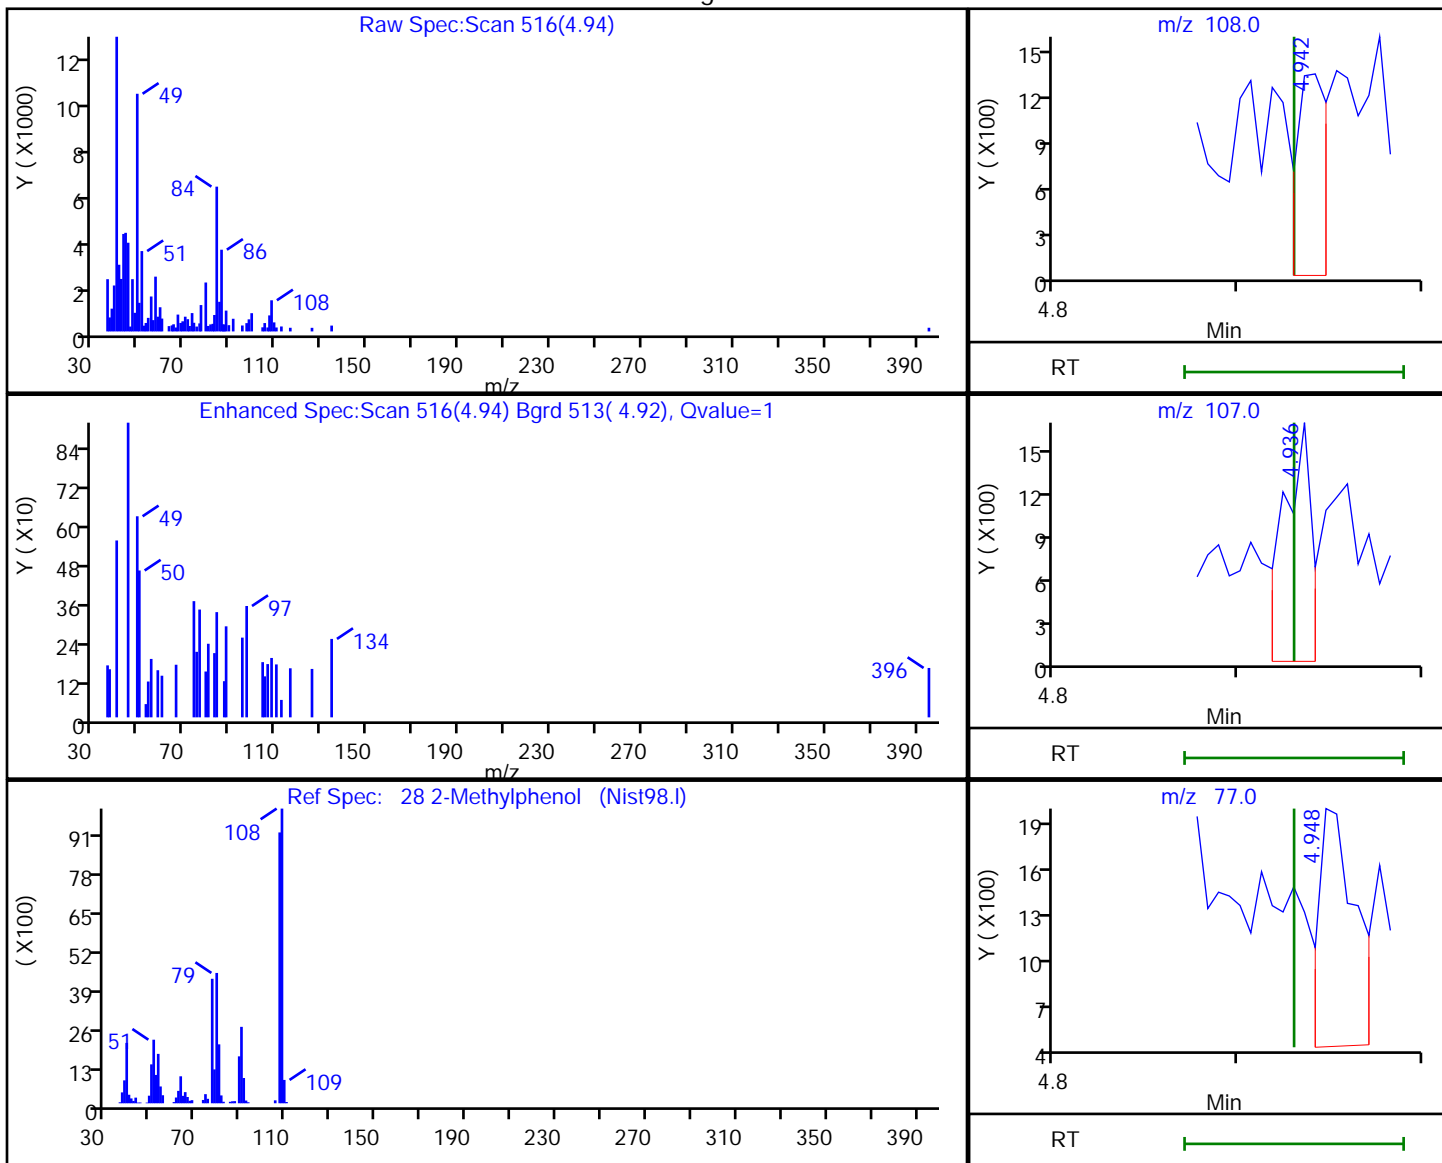 Raw Spec:Scan 516(4.94)
Y ( X1000)
12
10
8
6
4
2
0
49
84
51
86
108
30 70 110 150 190 230 270 310 350 390
m/z
m/z 108.0
Y ( X100)
15
12
9
6
3
0
4.942
4.8
Min
RT
Enhanced Spec:Scan 516(4.94) Bgrd 513( 4.92), Qvalue=1
Y ( X10)
84
72
60
48
36
24
12
0
49
50
97
134
396
30 70 110 150 190 230 270 310 350 390
m/z
m/z 107.0
Y ( X100)
15
12
9
6
3
0
4.936
4.8
Min
RT
Ref Spec: 28 2-Methylphenol (Nist98.l)
( X100)
91
78
65
52
39
26
13
0
108
79
51
109
30 70 110 150 190 230 270 310 350 390
m/z 77.0
Y ( X100)
19
16
13
10
7
4
4.948
4.8
Min
RT